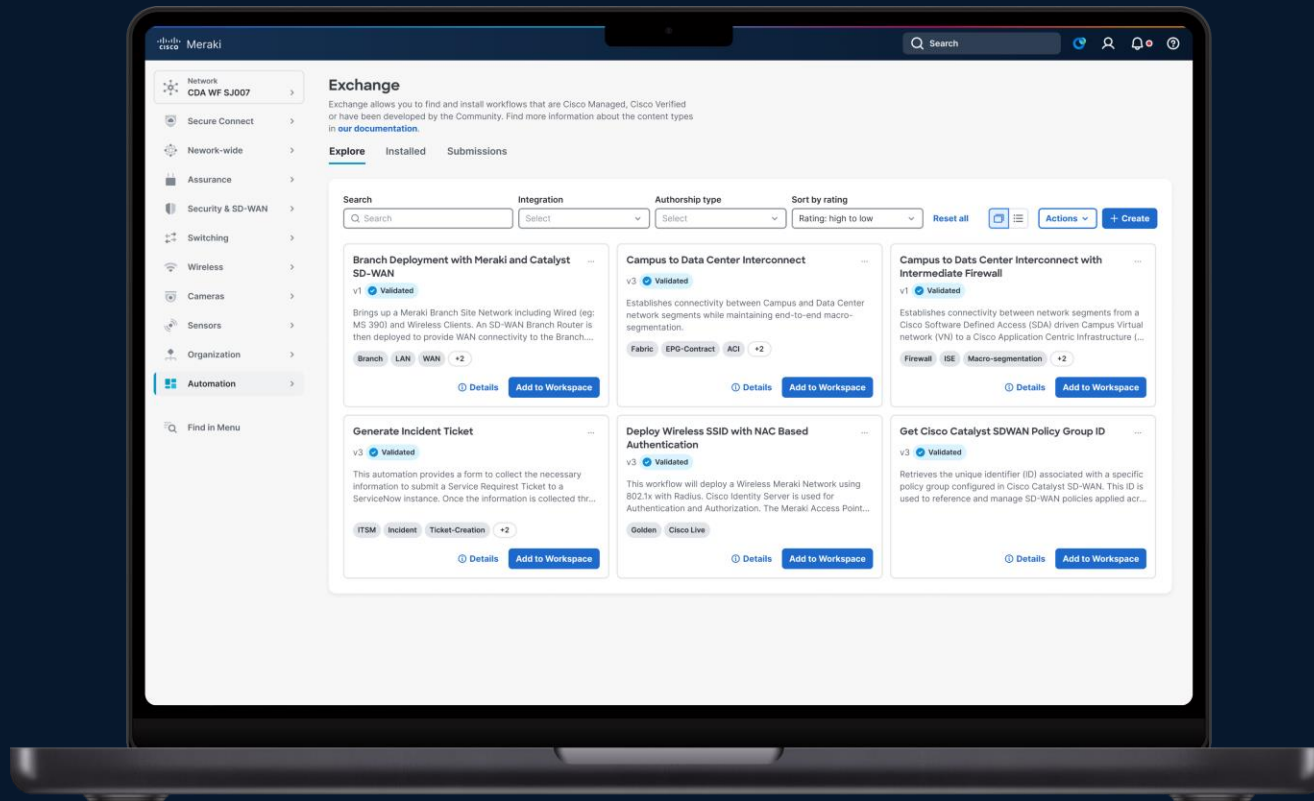 CISCO Meraki
Search
Network
CDA WF SJ007
Secure Connect
Nework-wide
Assurance
Security & SD-WAN
Switching
Wireless
Cameras
Sensors
Organization
Automation
Find in Menu
Exchange
Exchange allows you to find and install workflows that are Cisco Managed, Cisco Verified
or have been developed by the Community. Find more information about the content types
in our documentation.
Explore Installed Submissions
Search Integration Authorship type Sort by rating
Search Select Select Rating: high to low Reset all Actions + Create
Branch Deployment with Meraki and Catalyst
SD-WAN
v1 Validated
Brings up a Meraki Branch Site Network including Wired (eg:
MS 390) and Wireless Clients. An SD-WAN Branch Router is
then deployed to provide WAN connectivity to the Branch....
Branch LAN WAN +2
Details Add to Workspace
Campus to Data Center Interconnect
v3 Validated
Establishes connectivity between Campus and Data Center
network segments while maintaining end-to-end macro-
segmentation.
Fabric EPG-Contract ACI +2
Details Add to Workspace
Campus to Dats Center Interconnect with
Intermediate Firewall
v1 Validated
Establishes connectivity between network segments from a
Cisco Software Defined Access (SDA) driven Campus Virtual
network (VN) to a Cisco Application Centric Infrastructure (...
Firewall ISE Macro-segmentation +2
Details Add to Workspace
Generate Incident Ticket
v3 Validated
This automation provides a form to collect the necessary
information to submit a Service Requirest Ticket to a
ServiceNow instance. Once the information is collected thr...
ITSM Incident Ticket-Creation +2
Details Add to Workspace
Deploy Wireless SSID with NAC Based
Authentication
v3 Validated
This workflow will deploy a Wireless Meraki Network using
802.1x with Radius. Cisco Identity Server is used for
Authentication and Authorization. The Meraki Access Point...
Golden Cisco Live
Details Add to Workspace
Get Cisco Catalyst SDWAN Policy Group ID
v3 Validated
Retrieves the unique identifier (ID) associated with a specific
policy group configured in Cisco Catalyst SD-WAN. This ID is
used to reference and manage SD-WAN policies applied acr...
Details Add to Workspace